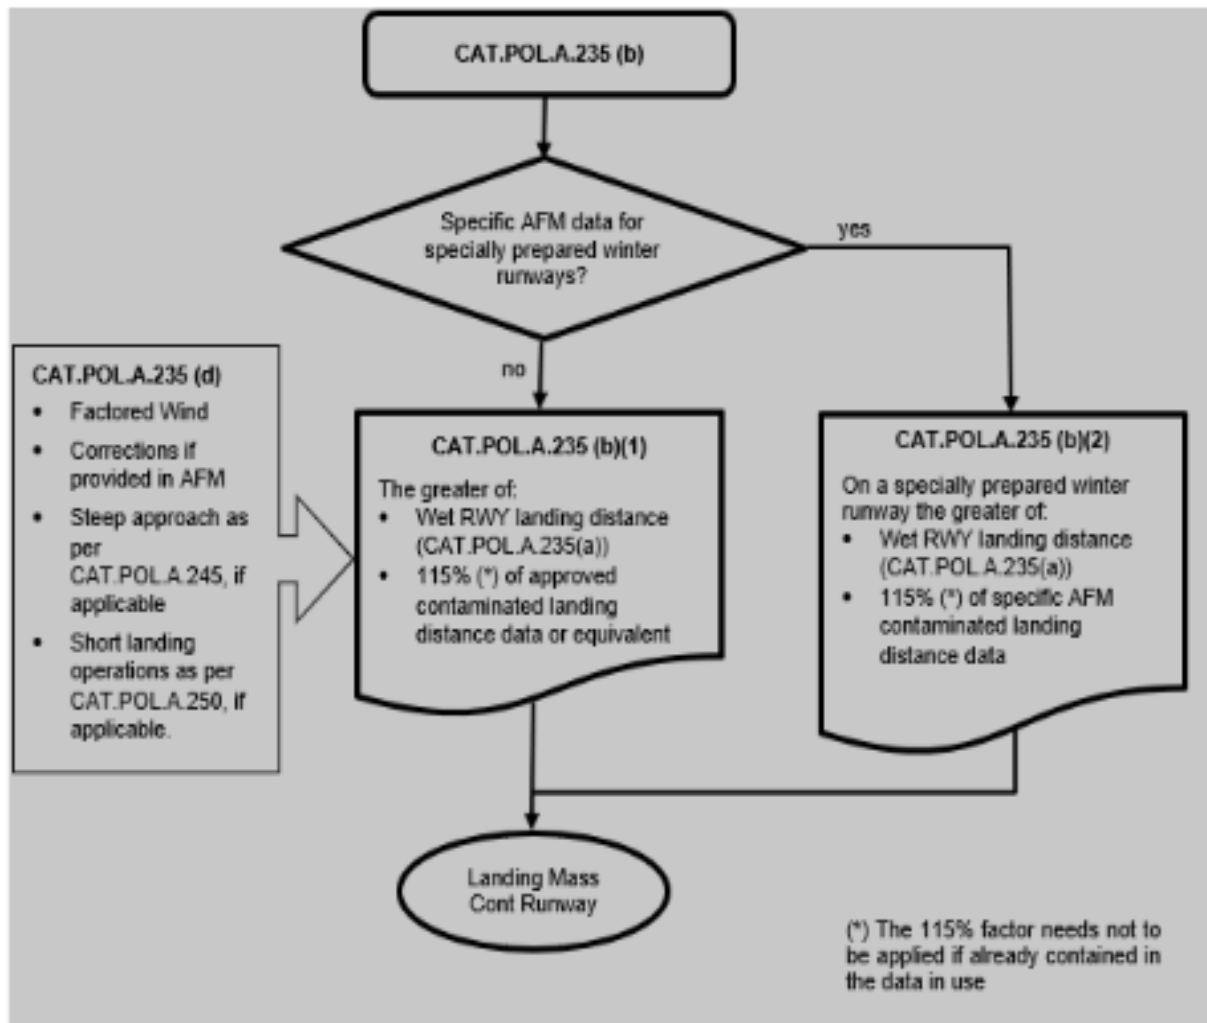 CAT.POL.A.235 (b)
Specific AFM data for
specially prepared winter
runways?
yes
no
CAT.POL.A.235 (d)
• Factored Wind
• Corrections if
provided in AFM
• Steep approach as
per
CAT.POL.A.245, if
applicable
• Short landing
operations as per
CAT.POL.A.250, if
applicable.
CAT.POL.A.235 (b)(1)
The greater of:
• Wet RWY landing distance
(CAT.POL.A.235(a))
• 115% (*) of approved
contaminated landing
distance data or equivalent
CAT.POL.A.235 (b)(2)
On a specially prepared winter
runway the greater of:
• Wet RWY landing distance
(CAT.POL.A.235(a))
• 115% (*) of specific AFM
contaminated landing
distance data
Landing Mass
Cont Runway
(*) The 115% factor needs not to
be applied if already contained in
the data in use